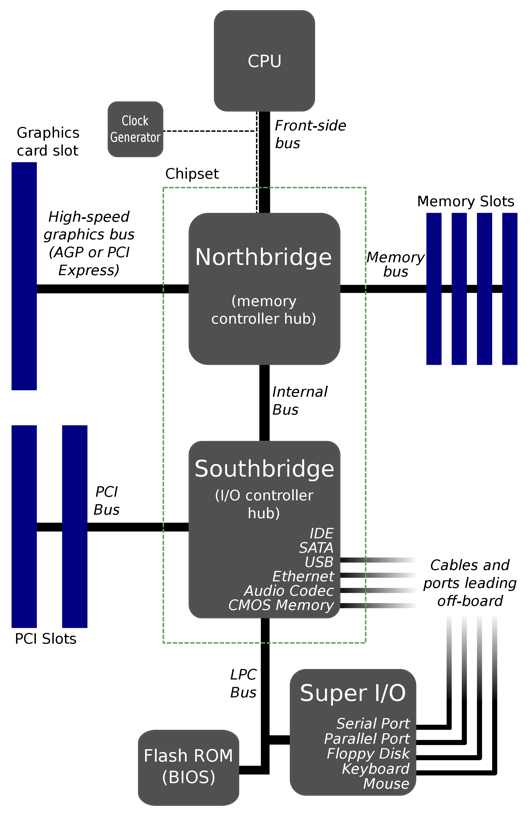 CPU
Clock
Generator
Front-side
bus
Graphics
card slot
Chipset
High-speed
graphics bus
(AGP or PCI
Express)
Northbridge
(memory
controller hub)
Memory
bus
Memory Slots
Internal
Bus
Southbridge
(I/O controller
hub)
IDE
SATA
USB
Ethernet
Audio Codec
CMOS Memory
PCI
Bus
PCI Slots
Cables and
ports leading
off-board
LPC
Bus
Super I/O
Serial Port
Parallel Port
Floppy Disk
Keyboard
Mouse
Flash ROM
(BIOS)